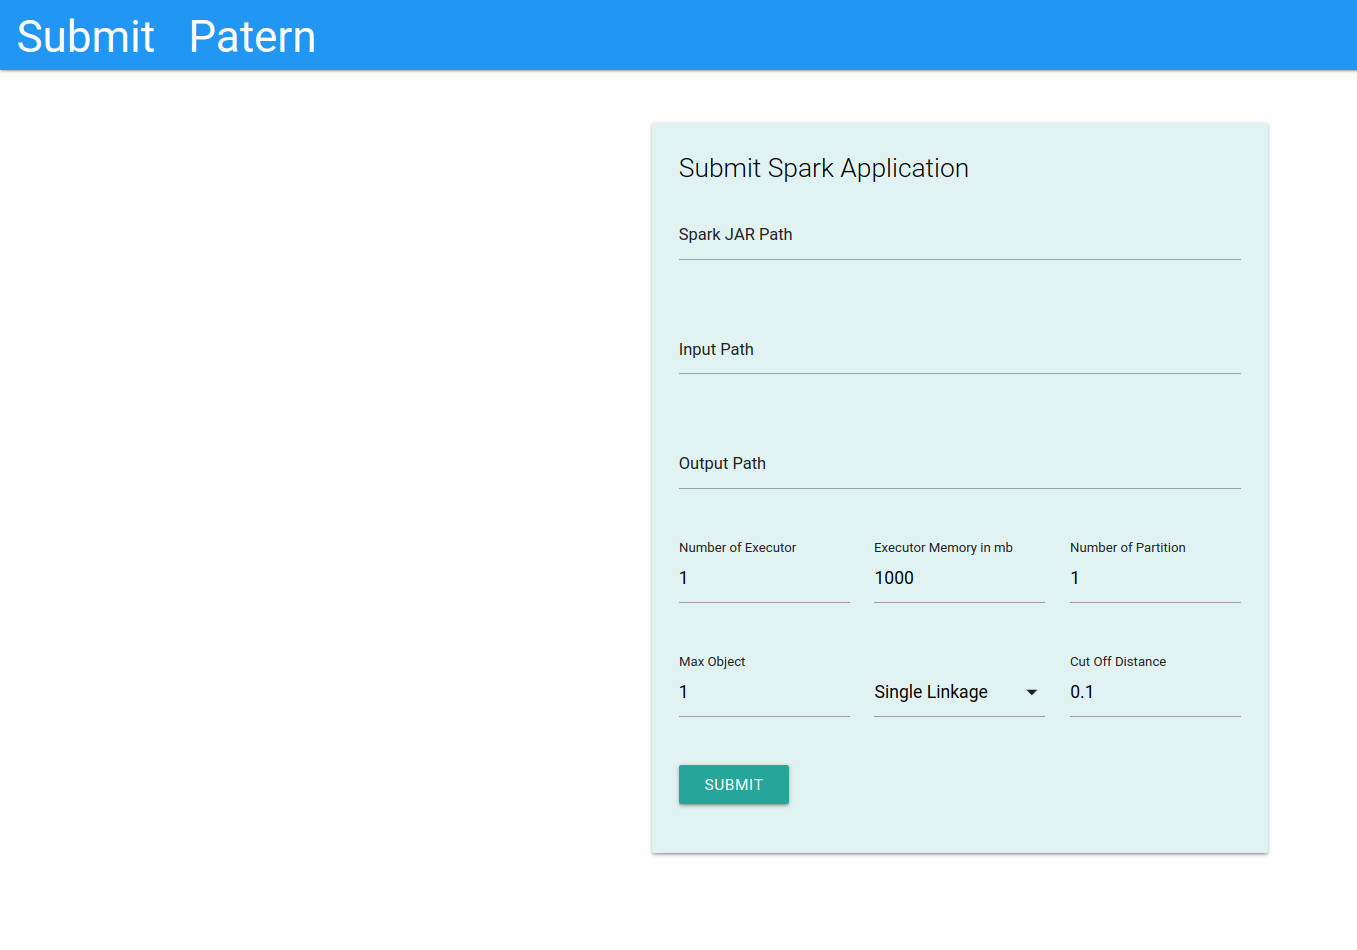 Submit Patern
Submit Spark Application
Spark JAR Path
Input Path
Output Path
Number of Executor Executor Memory in mb Number of Partition
1 1000 1
Max Object Cut Off Distance
1 Single Linkage 0.1
SUBMIT